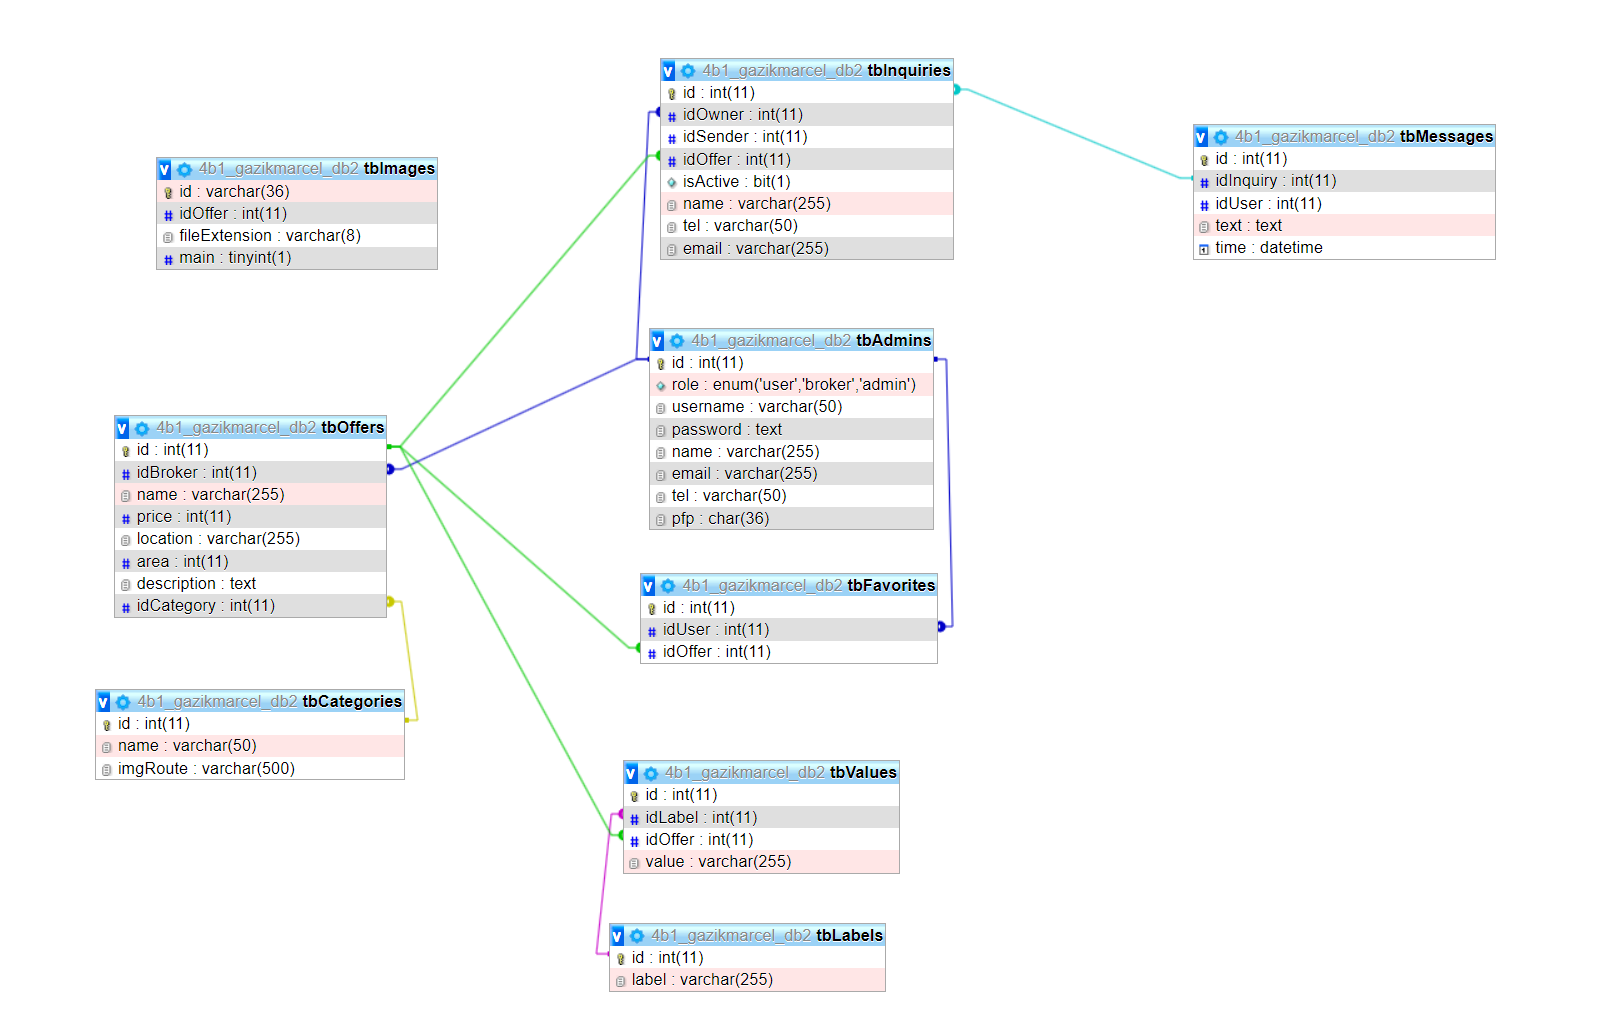 4b1_gazikmarcel_db2 tbImages
id : varchar(36)
idOffer : int(11)
fileExtension : varchar(8)
main : tinyint(1)
4b1_gazikmarcel_db2 tbOffers
id : int(11)
idBroker : int(11)
name : varchar(255)
price : int(11)
location : varchar(255)
area : int(11)
description : text
idCategory : int(11)
4b1_gazikmarcel_db2 tbCategories
id : int(11)
name : varchar(50)
imgRoute : varchar(500)
4b1_gazikmarcel_db2 tbInquiries
id : int(11)
idOwner : int(11)
idSender : int(11)
idOffer : int(11)
isActive : bit(1)
name : varchar(255)
tel : varchar(50)
email : varchar(255)
4b1_gazikmarcel_db2 tbAdmins
id : int(11)
role : enum('user','broker','admin')
username : varchar(50)
password : text
name : varchar(255)
email : varchar(255)
tel : varchar(50)
pfp : char(36)
4b1_gazikmarcel_db2 tbFavorites
id : int(11)
idUser : int(11)
idOffer : int(11)
4b1_gazikmarcel_db2 tbValues
id : int(11)
idLabel : int(11)
idOffer : int(11)
value : varchar(255)
4b1_gazikmarcel_db2 tbLabels
id : int(11)
label : varchar(255)
4b1_gazikmarcel_db2 tbMessages
id : int(11)
idInquiry : int(11)
idUser : int(11)
text : text
time : datetime